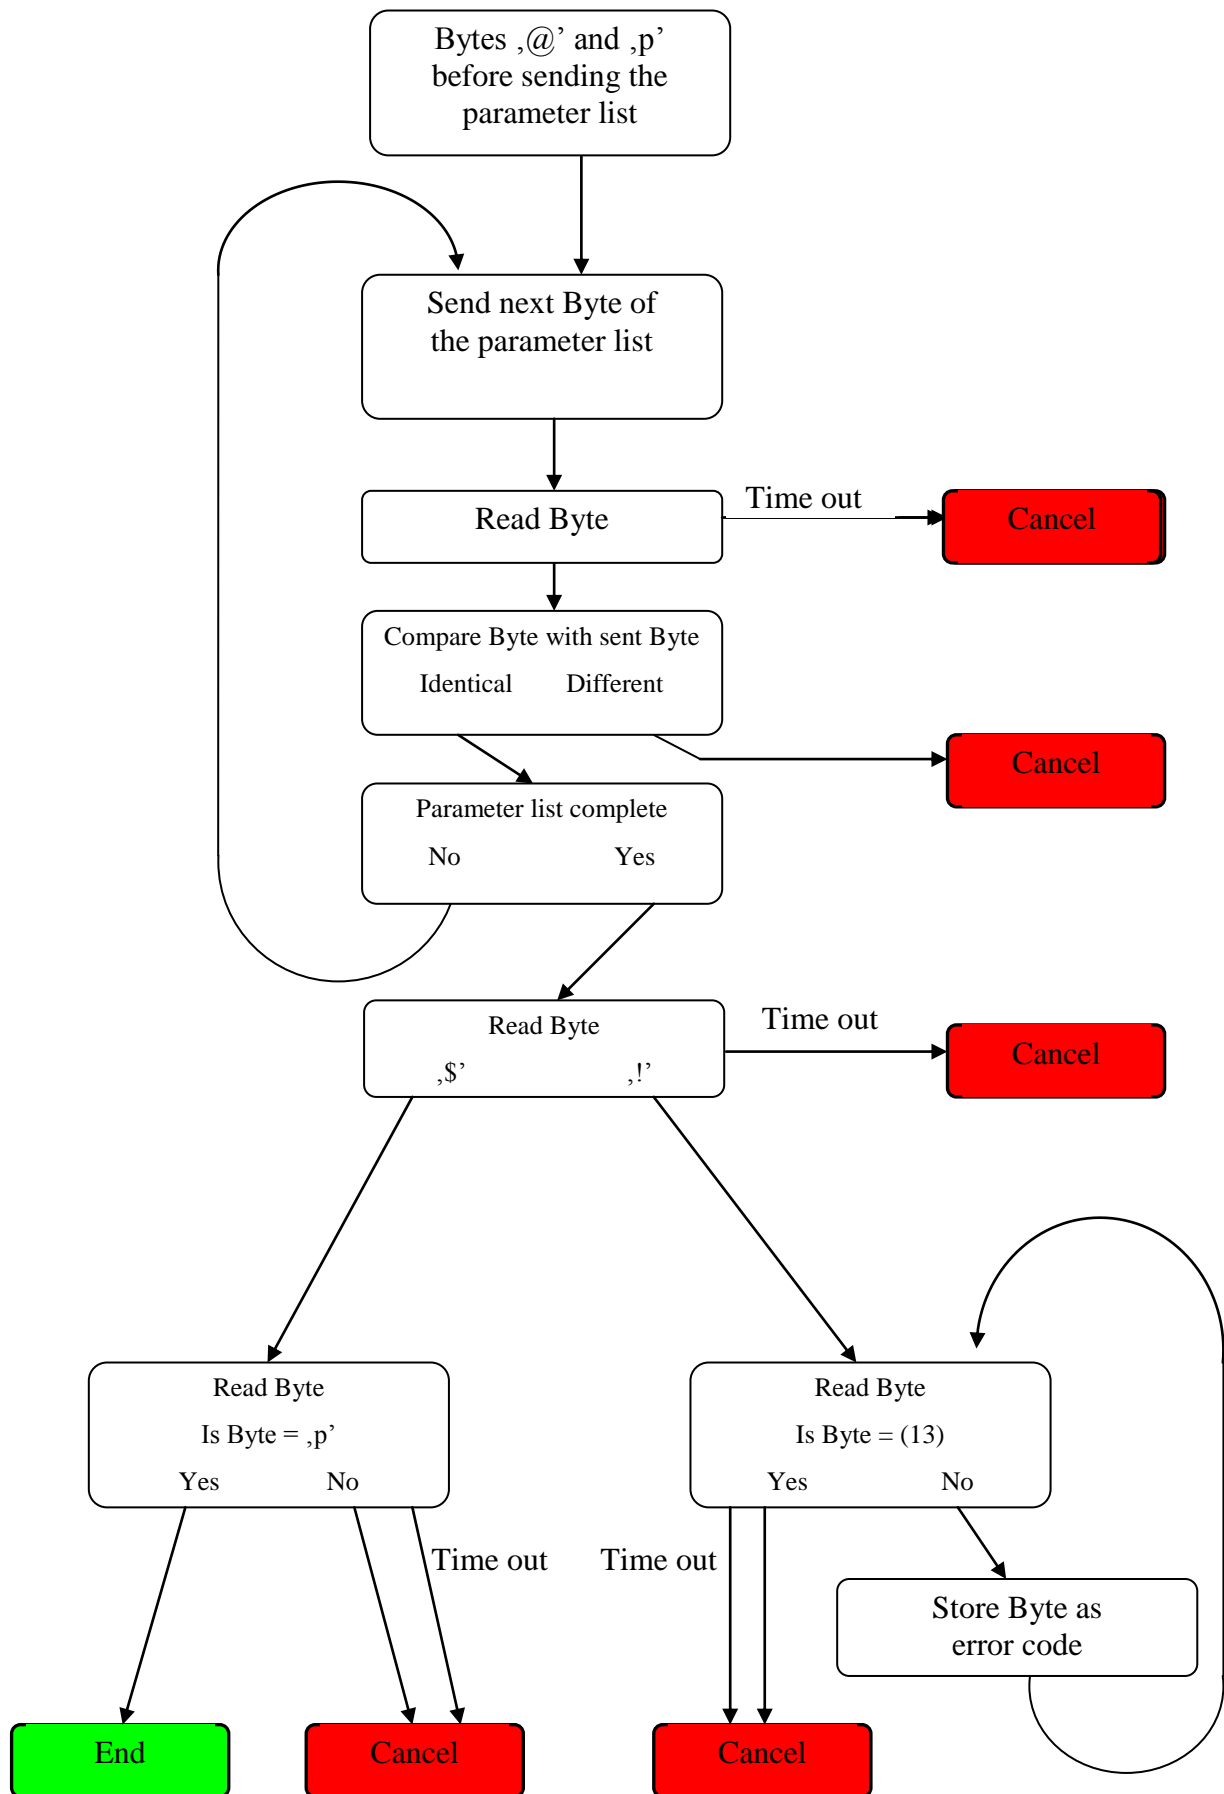 Bytes ‚@’ and ‚p’
before sending the
parameter list
Send next Byte of
the parameter list
Read Byte
Time out
Cancel
Compare Byte with sent Byte
Identical Different
Cancel
Parameter list complete
No Yes
Read Byte
‚$’ ‚!’
Time out
Cancel
Read Byte
Is Byte = ‚p’
Yes No
Read Byte
Is Byte = (13)
Yes No
Time out
Time out
Store Byte as
error code
End
Cancel
Cancel